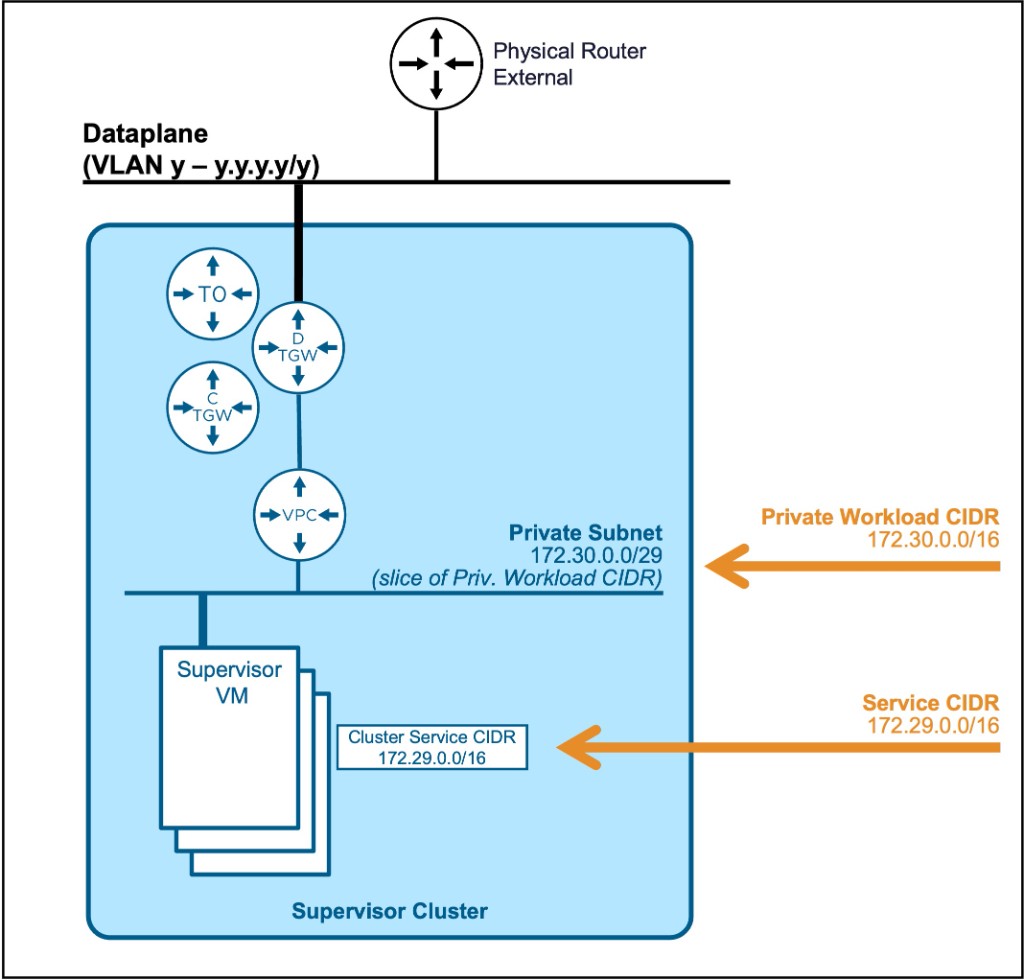 Physical Router
External
Dataplane
(VLAN y – y.y.y.y/y)
T0
D
TGW
C
TGW
VPC
Private Subnet
172.30.0.0/29
(slice of Priv. Workload CIDR)
Private Workload CIDR
172.30.0.0/16
Supervisor
VM
Cluster Service CIDR
172.29.0.0/16
Service CIDR
172.29.0.0/16
Supervisor Cluster